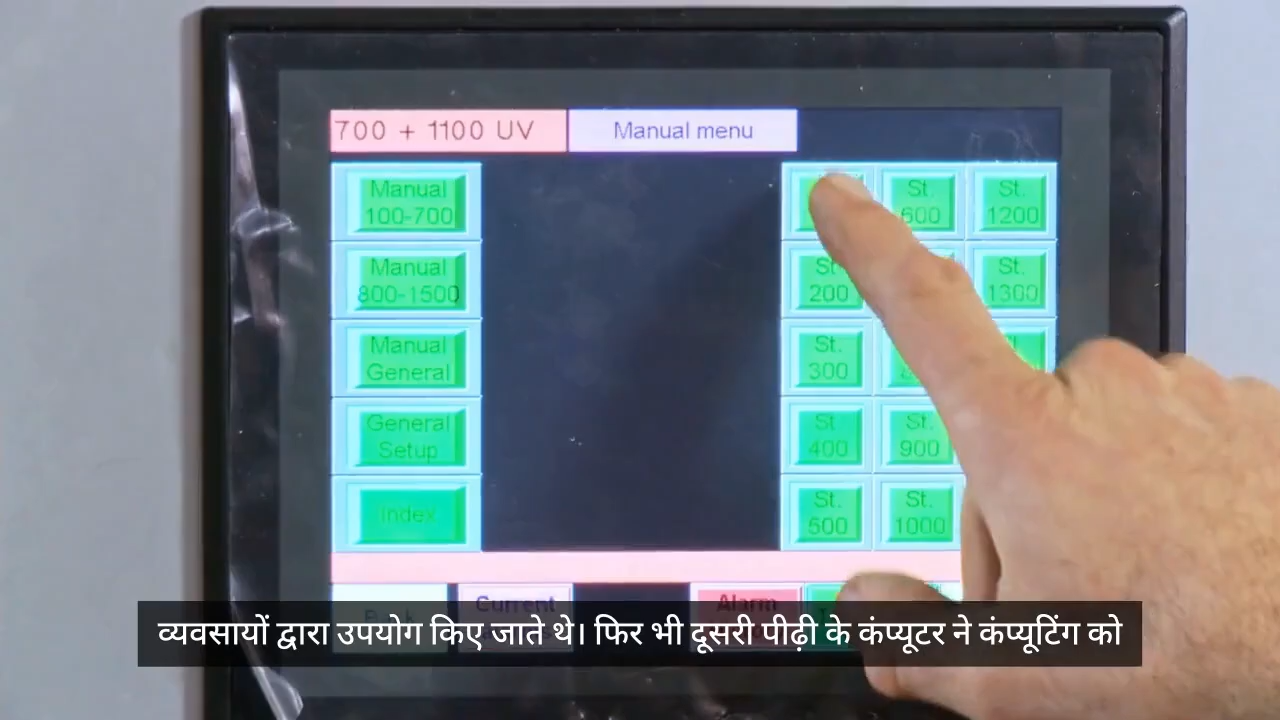 700 + 1100 UV
Manual menu
Manual
100-700
St.
600
St.
1200
Manual
800-1500
St
200
St.
1300
Manual
General
St.
300
General
Setup
St
400
St.
900
Index
St.
500
St.
1000
Current
Alarm
व्यवसायों द्वारा उपयोग किए जाते थे। फिर भी दूसरी पीढ़ी के कंप्यूटर ने कंप्यूटिंग को